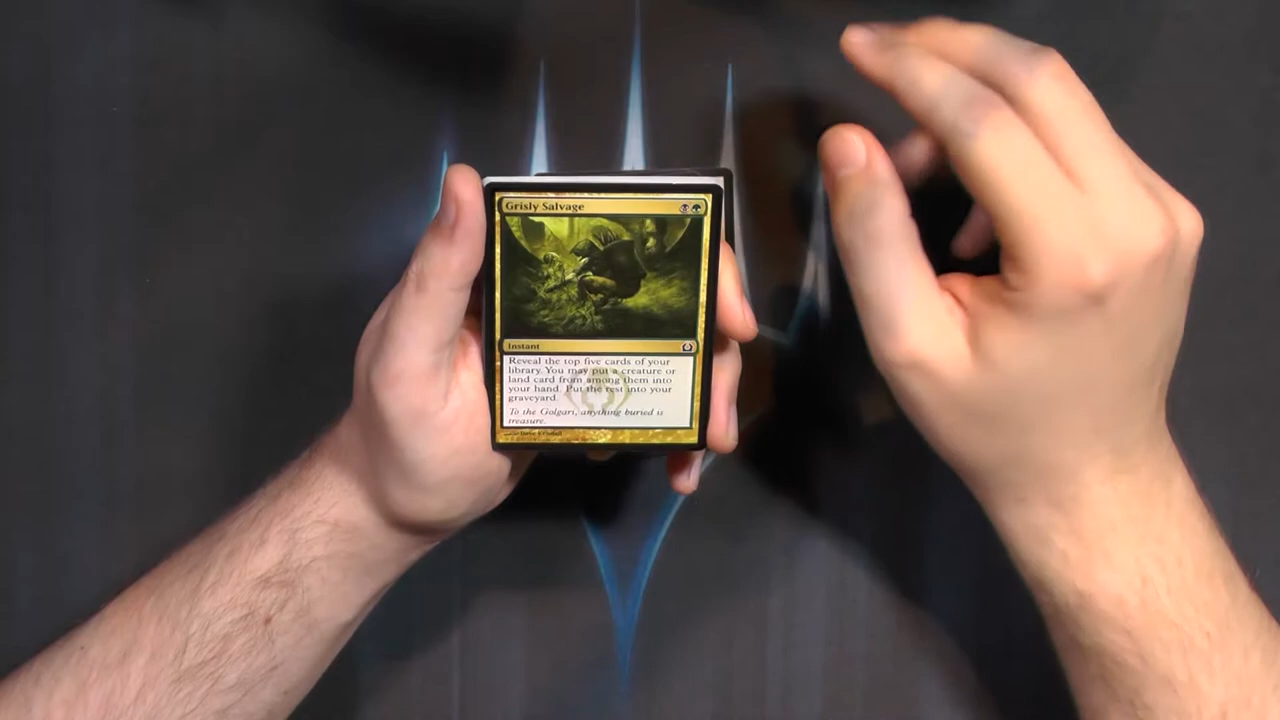 Grisly Salvage
Instant
Reveal the top five cards of your
library. You may put a creature or
land card from among them into
your hand. Put the rest into your
graveyard.
To the Golgari, anything buried is
treasure.